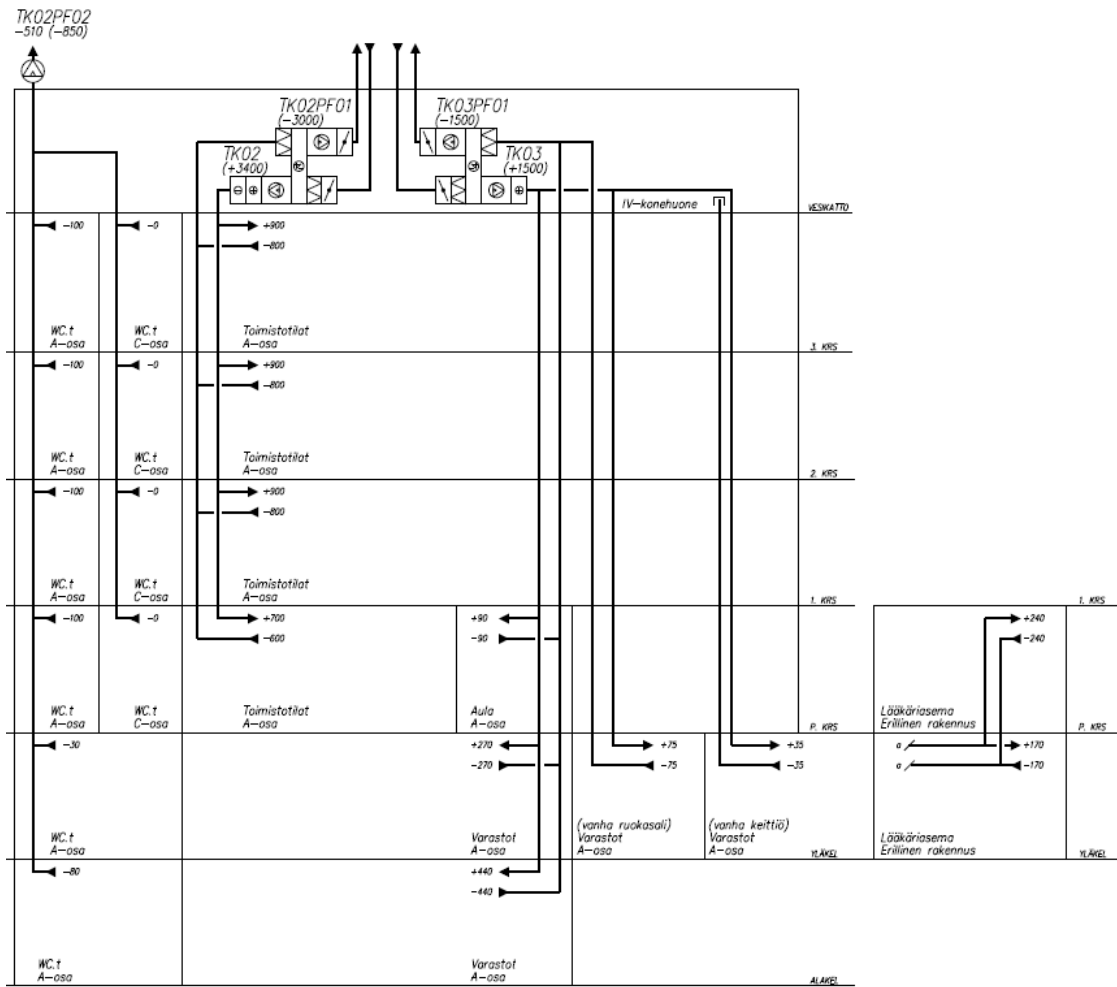 TK02PF02
-510 (-850)
TK02PF01
(-3000)
TK03PF01
(-1500)
TK02
(+3400)
TK03
(+1500)
IV-konehuone
VESIKATTO
-100
-0
+900
-800
WC.t
A-osa
WC.t
C-osa
Toimistotilat
A-osa
3. KRS
-100
-0
+900
-800
WC.t
A-osa
WC.t
C-osa
Toimistotilat
A-osa
2. KRS
-100
-0
+900
-800
WC.t
A-osa
WC.t
C-osa
Toimistotilat
A-osa
1. KRS
1. KRS
-100
-0
+700
-600
+90
-90
+240
-240
WC.t
A-osa
WC.t
C-osa
Toimistotilat
A-osa
Aula
A-osa
P. KRS
Lääkäriasema
Erillinen rakennus
P. KRS
-30
+270
-270
+75
-75
+35
-35
a
a
+170
-170
WC.t
A-osa
Varastot
A-osa
(vanha ruokasali)
Varastot
A-osa
(vanha keittiö)
Varastot
A-osa
YLÄKEL
Lääkäriasema
Erillinen rakennus
YLÄKEL
-80
+440
-440
WC.t
A-osa
Varastot
A-osa
ALAKEL